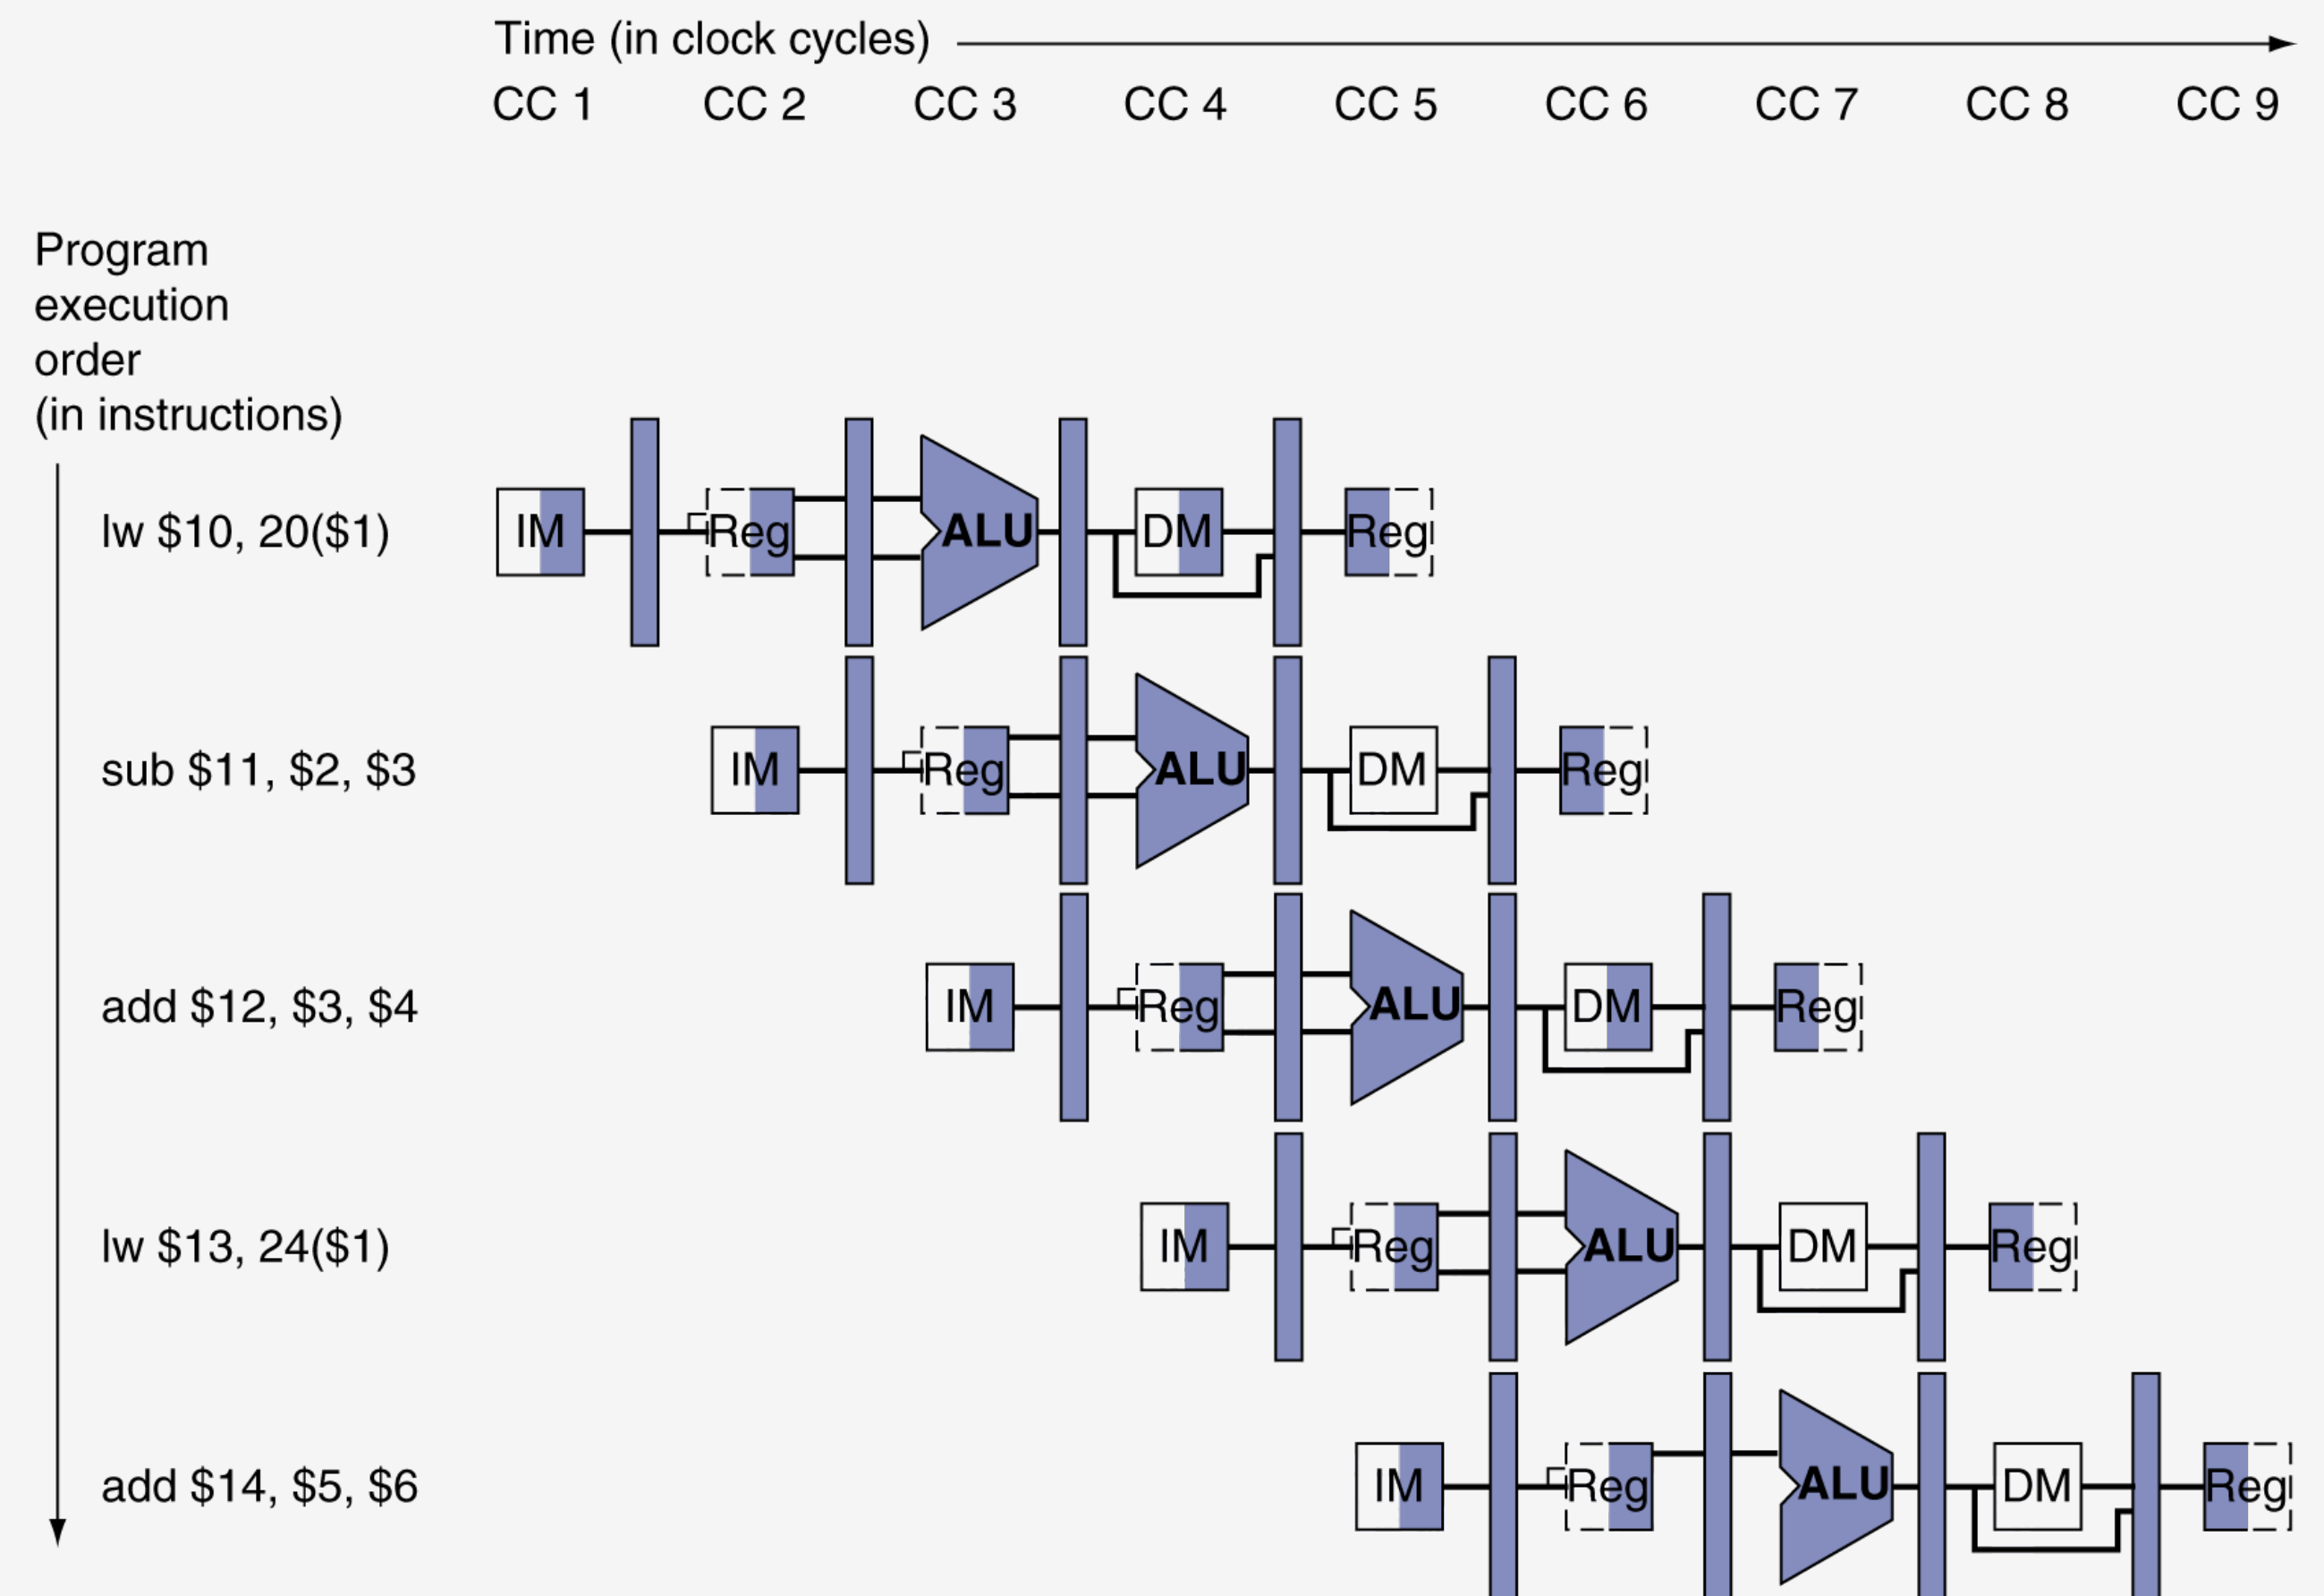 Time (in clock cycles)
CC 1 CC 2 CC 3 CC 4 CC 5 CC 6 CC 7 CC 8 CC 9
Program
execution
order
(in instructions)
lw $10, 20($1) IM Reg ALU DM Reg
sub $11, $2, $3 IM Reg ALU DM Reg
add $12, $3, $4 IM Reg ALU DM Reg
lw $13, 24($1) IM Reg ALU DM Reg
add $14, $5, $6 IM Reg ALU DM Reg